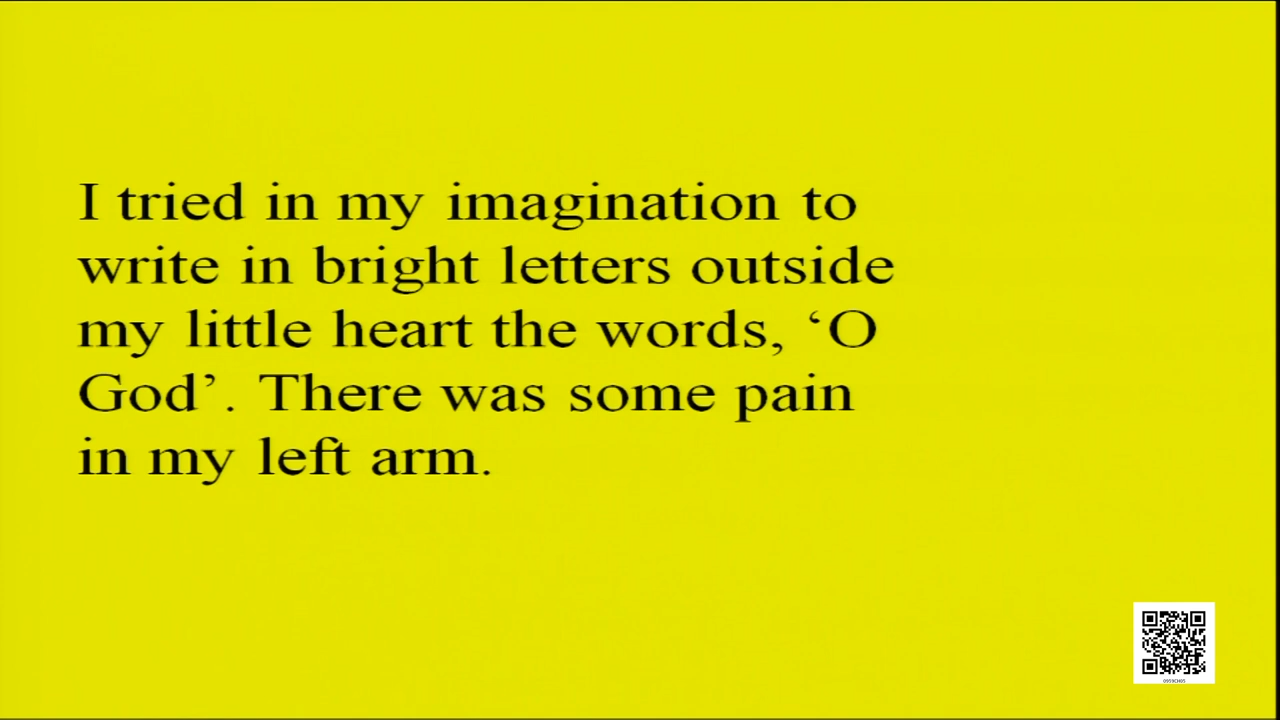 I tried in my imagination to
write in bright letters outside
my little heart the words, ‘O
God’. There was some pain
in my left arm.